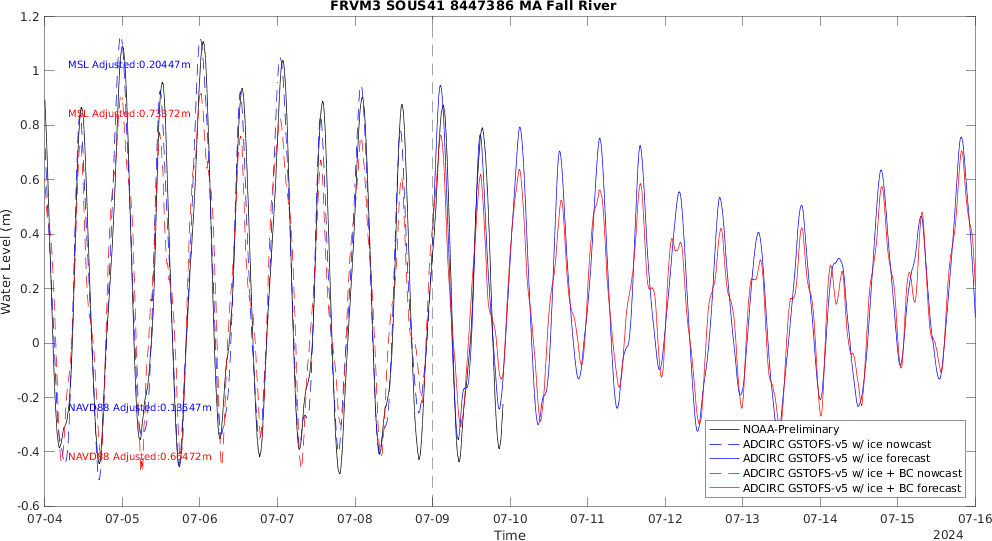 FRVM3 SOUS41 8447386 MA Fall River
1.2
1
0.8
0.6
0.4
0.2
0
-0.2
-0.4
-0.6
Water Level (m)
MSL Adjusted:0.20447m
MSL Adjusted:0.73372m
NAVD88 Adjusted:0.13547m
NAVD88 Adjusted:0.66472m
NOAA-Preliminary
ADCIRC GSTOFS-v5 w/ ice nowcast
ADCIRC GSTOFS-v5 w/ ice forecast
ADCIRC GSTOFS-v5 w/ ice + BC nowcast
ADCIRC GSTOFS-v5 w/ ice + BC forecast
07-04 07-05 07-06 07-07 07-08 07-09 07-10 07-11 07-12 07-13 07-14 07-15 07-16
Time
2024